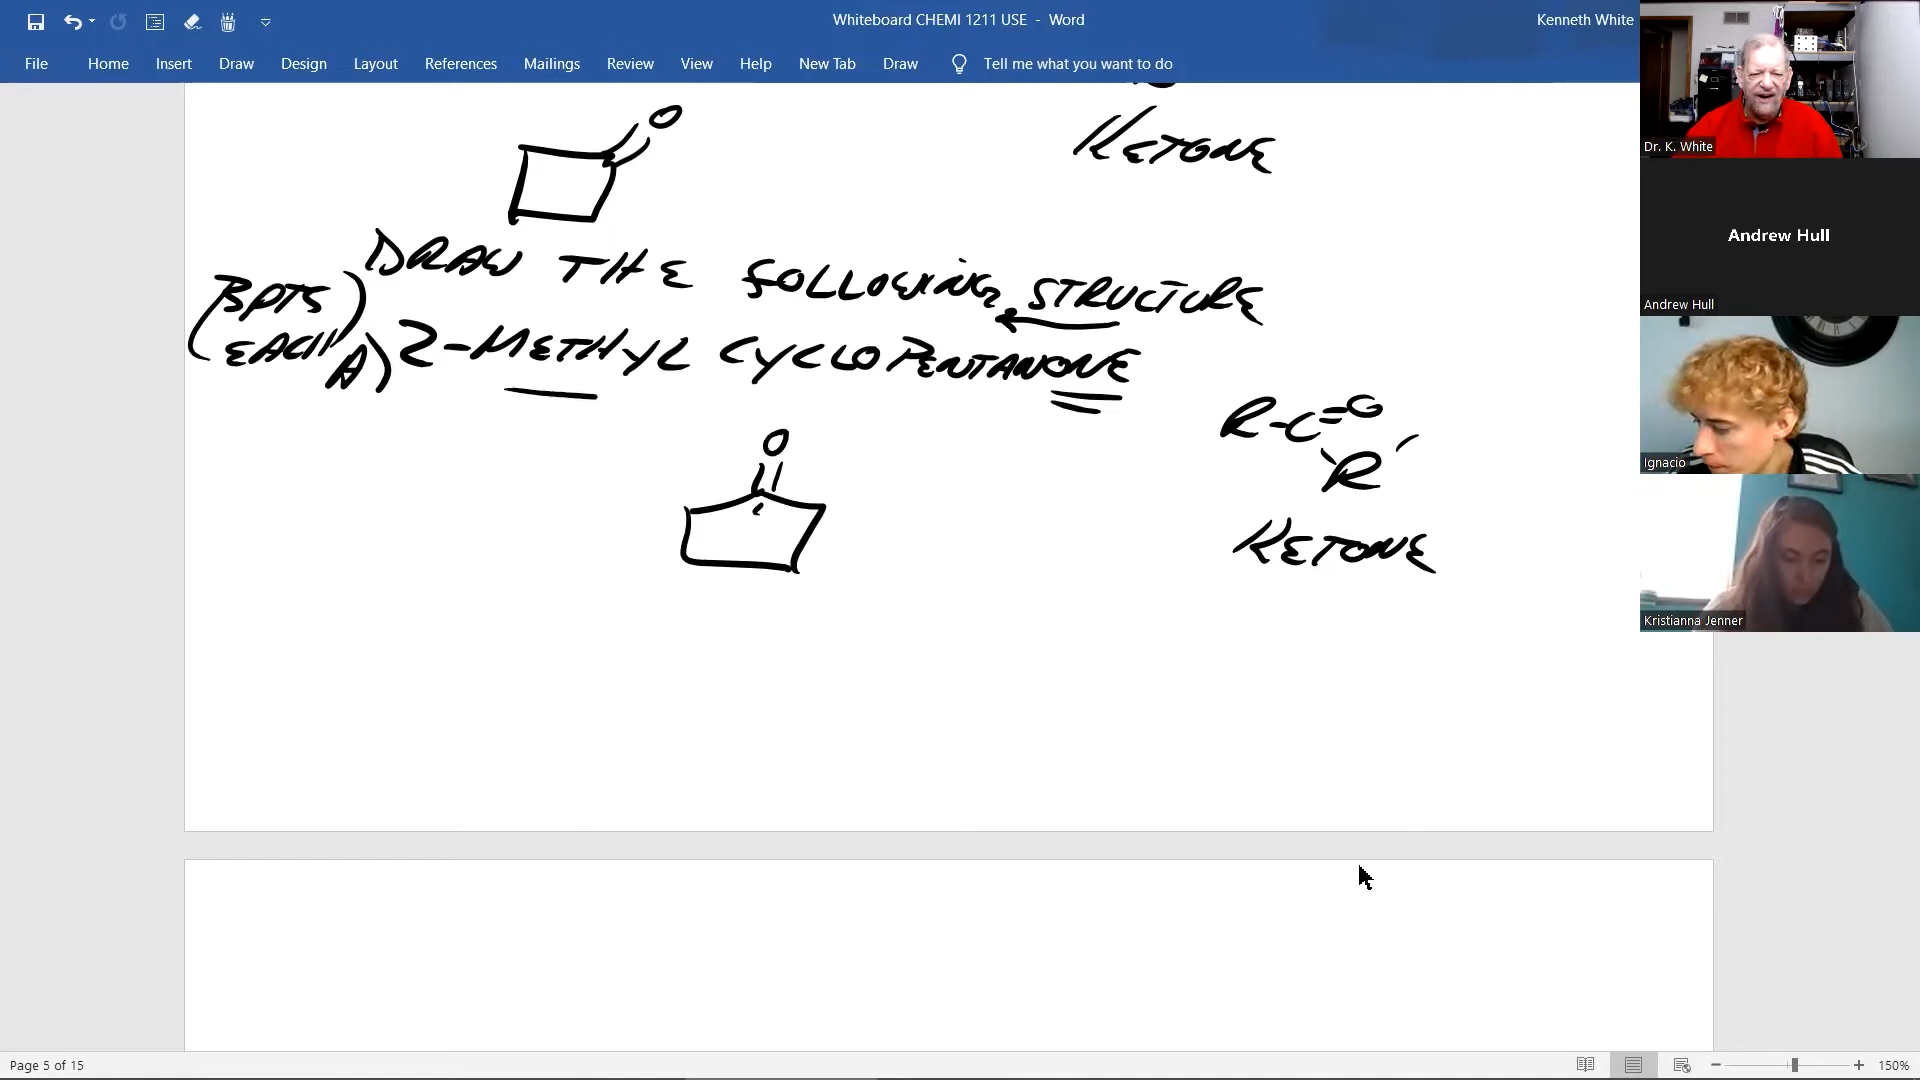 Whiteboard CHEMI 1211 USE - Word
Kenneth White
File Home Insert Draw Design Layout References Mailings Review View Help New Tab Draw Tell me what you want to do
O
KETONE
Dr. K. White
DRAW THE FOLLOWING STRUCTURE
(3PTS EACH)
A) 2-METHYL CYCLOPENTANONE
Andrew Hull
Andrew Hull
R-C=O
R'
O
KETONE
Ignacio
Kristianna Jenner
Page 5 of 15
150%